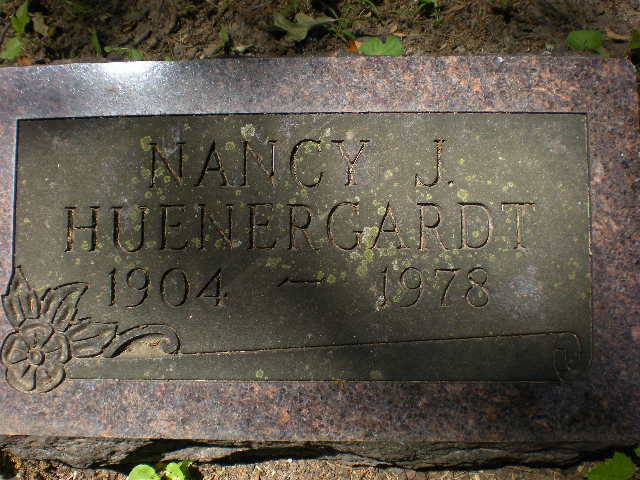 NANCY J.
HUENERGARDT
1904 – 1978